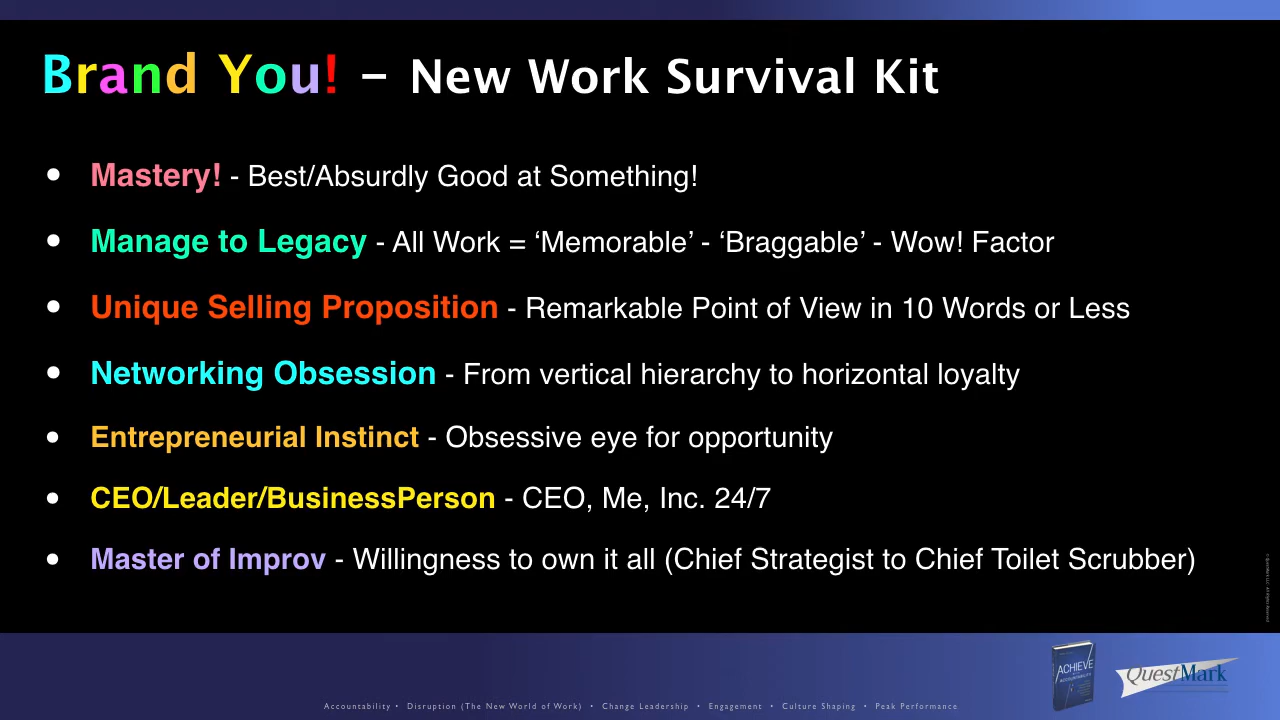 Brand You! – New Work Survival Kit
• Mastery! - Best/Absurdly Good at Something!
• Manage to Legacy - All Work = ‘Memorable’ - ‘Braggable’ - Wow! Factor
• Unique Selling Proposition - Remarkable Point of View in 10 Words or Less
• Networking Obsession - From vertical hierarchy to horizontal loyalty
• Entrepreneurial Instinct - Obsessive eye for opportunity
• CEO/Leader/BusinessPerson - CEO, Me, Inc. 24/7
• Master of Improv - Willingness to own it all (Chief Strategist to Chief Toilet Scrubber)
ACHIEVE
ACCOUNTABILITY
QuestMark
Accountability • Disruption (The New World of Work) • Change Leadership • Engagement • Culture Shaping • Peak Performance